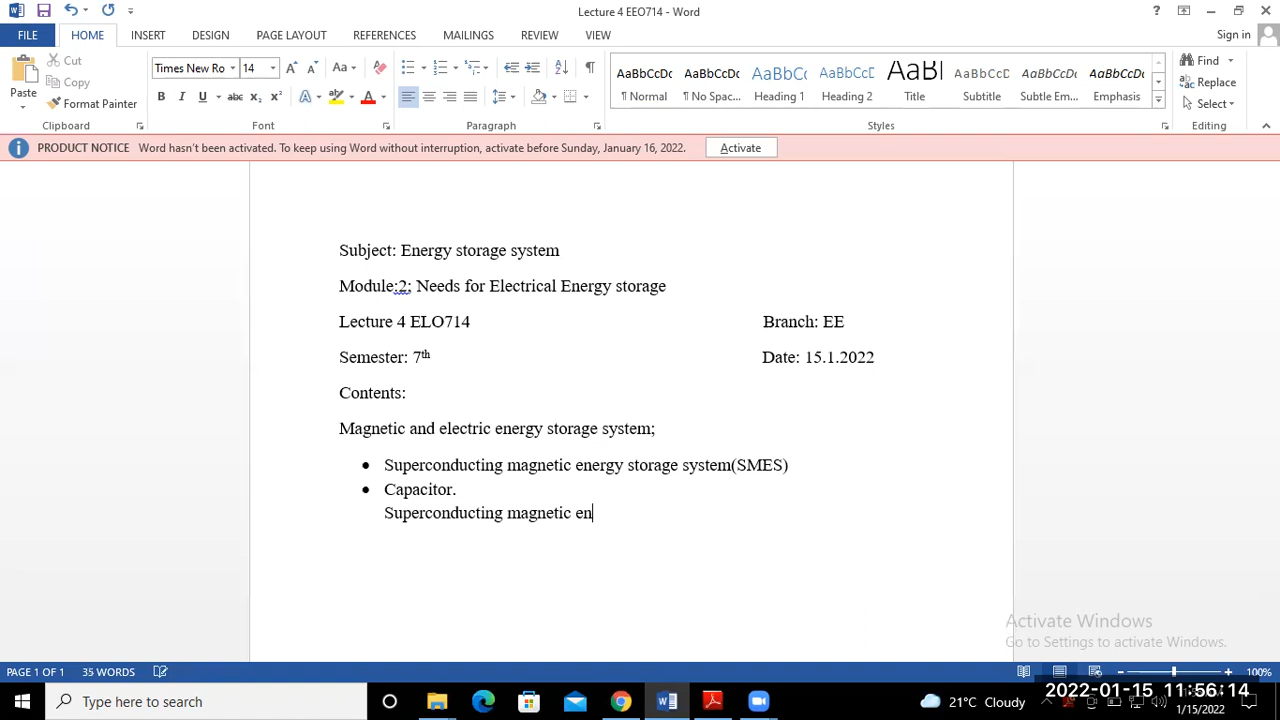 Lecture 4 EEO714 - Word
FILE HOME INSERT DESIGN PAGE LAYOUT REFERENCES MAILINGS REVIEW VIEW Sign in
Cut
Copy
Format Painter
Paste
Clipboard
Times New Ro 14
Font
Paragraph
AaBbCcDc AaBbCcDc AaBbCc AaBbCcD AaBl AaBbCcD AaBbCcDc AaBbCcDc
¶ Normal ¶ No Spac... Heading 1 Heading 2 Title Subtitle Subtle Em... Emphasis
Styles
Find
Replace
Select
Editing
PRODUCT NOTICE Word hasn't been activated. To keep using Word without interruption, activate before Sunday, January 16, 2022. Activate
Subject: Energy storage system
Module:2; Needs for Electrical Energy storage
Lecture 4 ELO714 Branch: EE
Semester: 7th Date: 15.1.2022
Contents:
Magnetic and electric energy storage system;
• Superconducting magnetic energy storage system(SMES)
• Capacitor.
Superconducting magnetic en
Activate Windows
Go to Settings to activate Windows.
PAGE 1 OF 1 35 WORDS 100%
Type here to search
21°C Cloudy
2022-01-15 11:56:14
1/15/2022